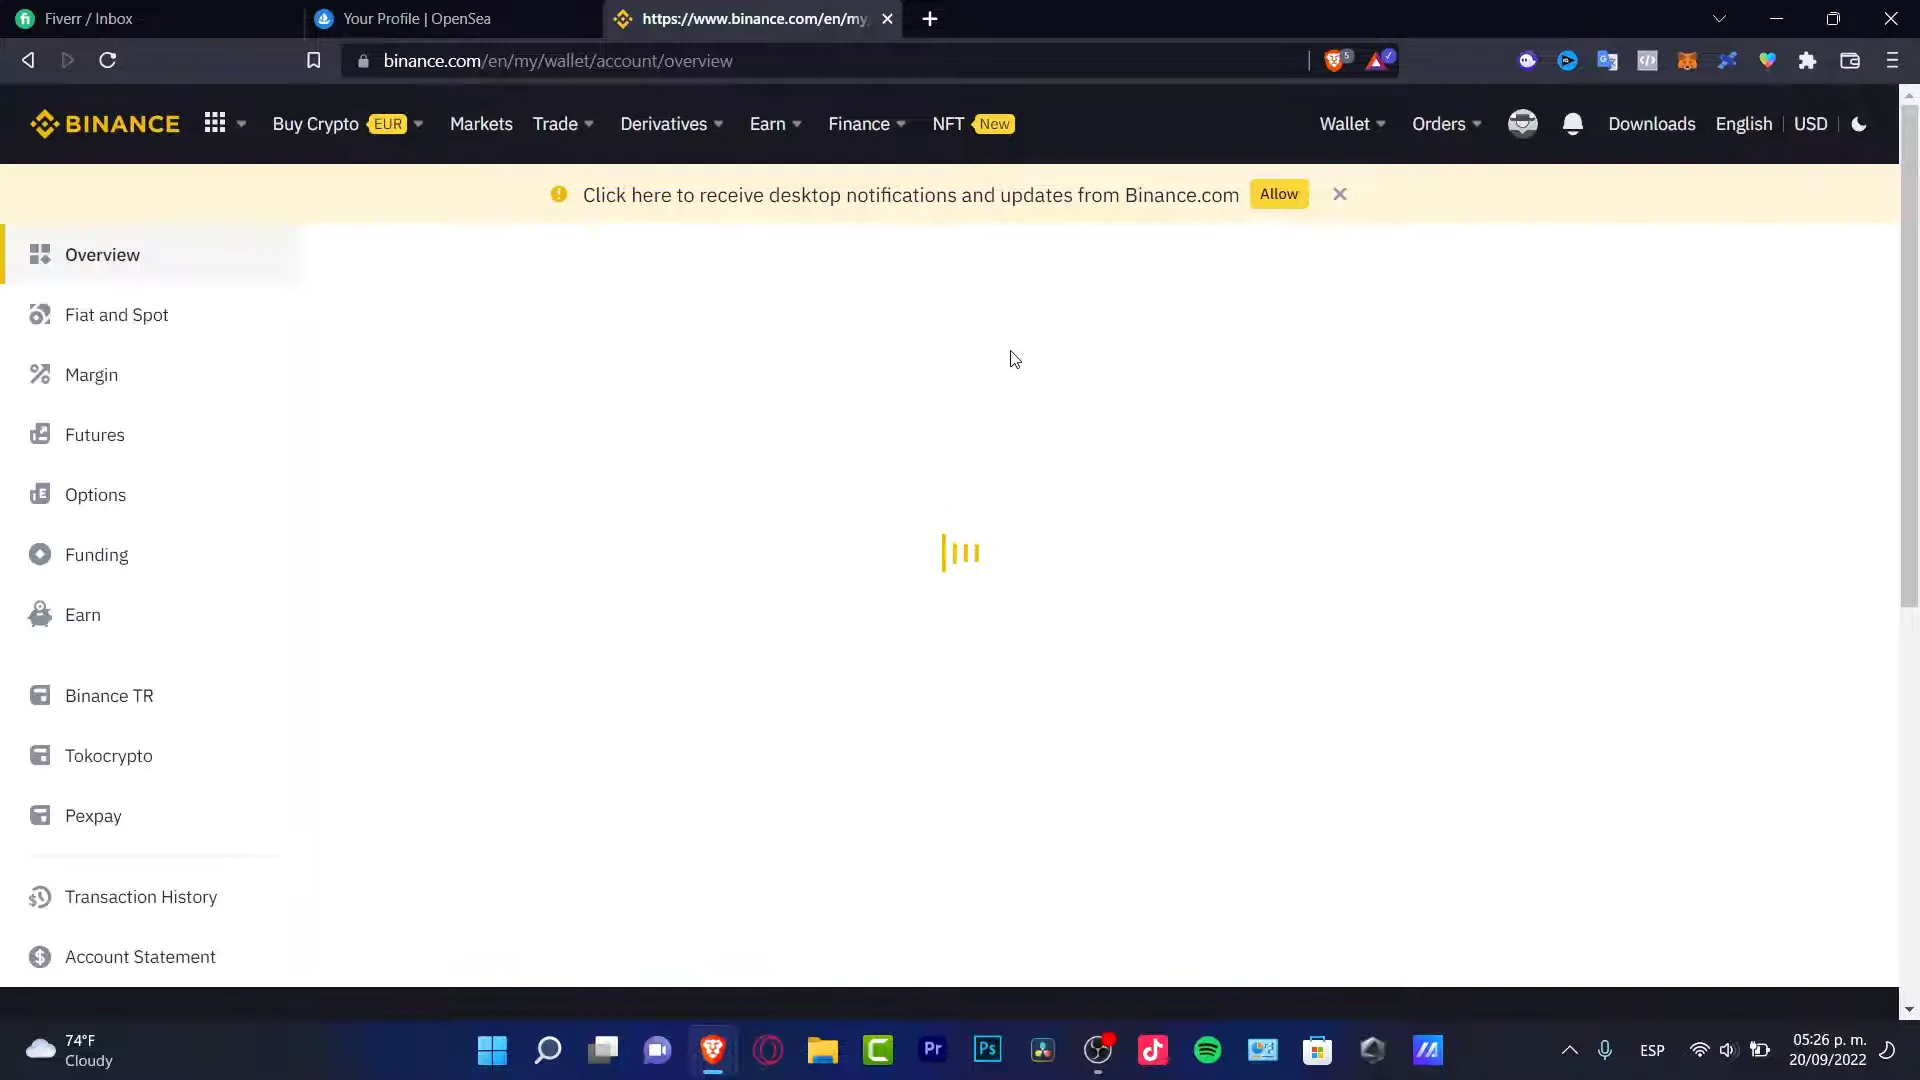 Fiverr / Inbox
Your Profile | OpenSea
https://www.binance.com/en/my
binance.com/en/my/wallet/account/overview
5
BINANCE
Buy Crypto EUR
Markets
Trade
Derivatives
Earn
Finance
NFT New
Wallet
Orders
Downloads
English
USD
Click here to receive desktop notifications and updates from Binance.com Allow
Overview
Fiat and Spot
Margin
Futures
Options
Funding
Earn
Binance TR
Tokocrypto
Pexpay
Transaction History
Account Statement
74°F
Cloudy
Pr
Ps
ESP
05:26 p. m.
20/09/2022